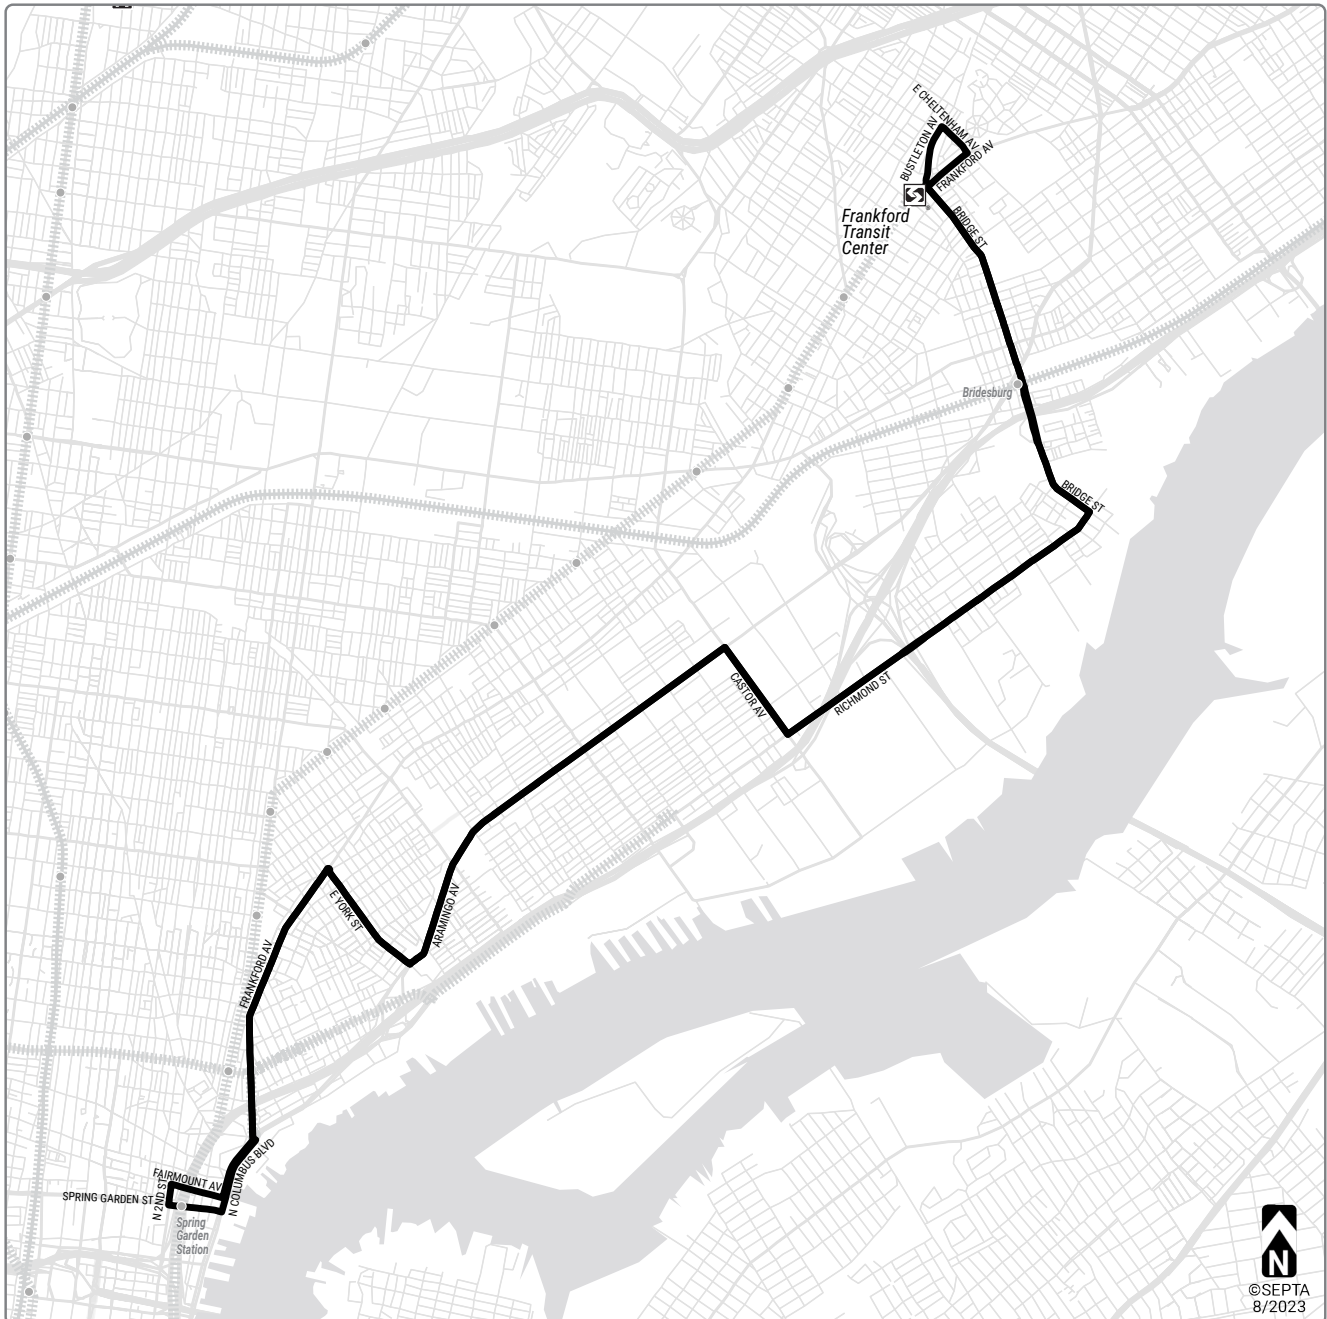 E CHELTENHAM AV
BUSTLETON AV
FRANKFORD AV
Frankford
Transit
Center
BRIDGE ST
Bridesburg
BRIDGE ST
CASTOR AV
RICHMOND ST
ARAMINGO AV
E YORK ST
FRANKFORD AV
N COLUMBUS BLVD
FAIRMOUNT AV
SPRING GARDEN ST
N 2ND ST
Spring
Garden
Station
N
©SEPTA
8/2023